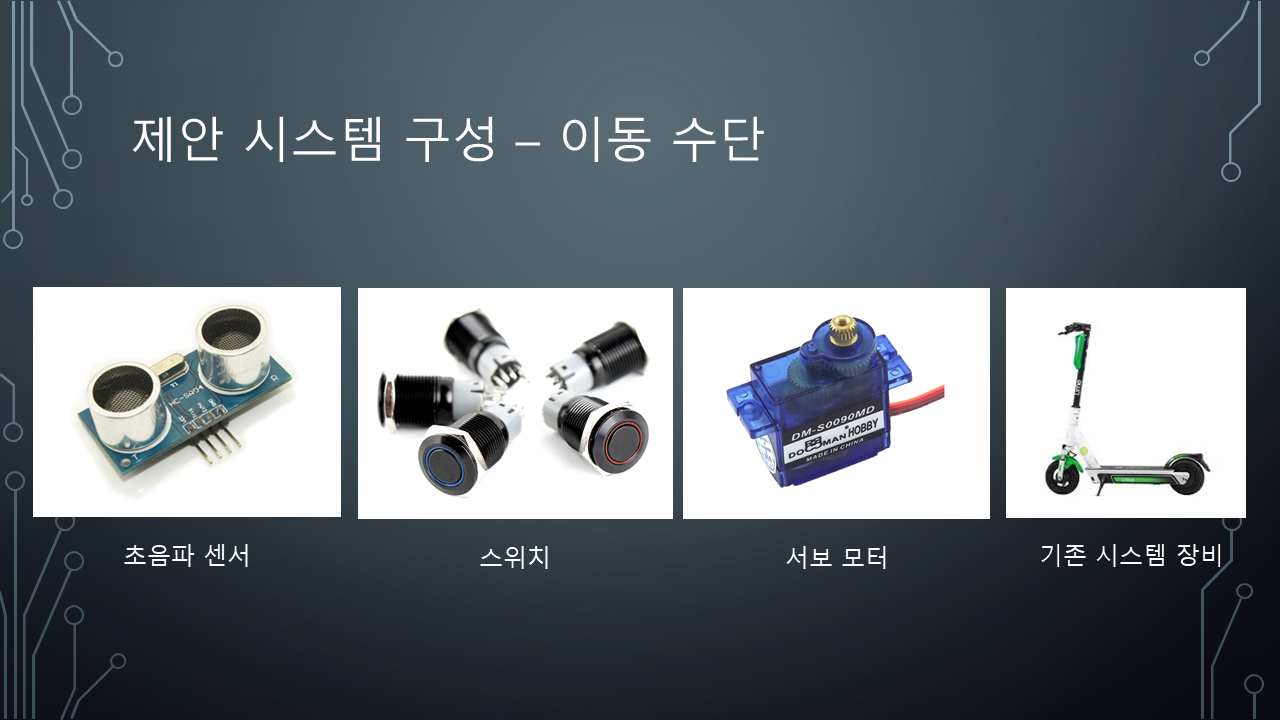 제안 시스템 구성 – 이동 수단
HC-SR04
T
R
DM-S0090MD
HOBBY
MADE IN CHINA
초음파 센서
스위치
서보 모터
기존 시스템 장비